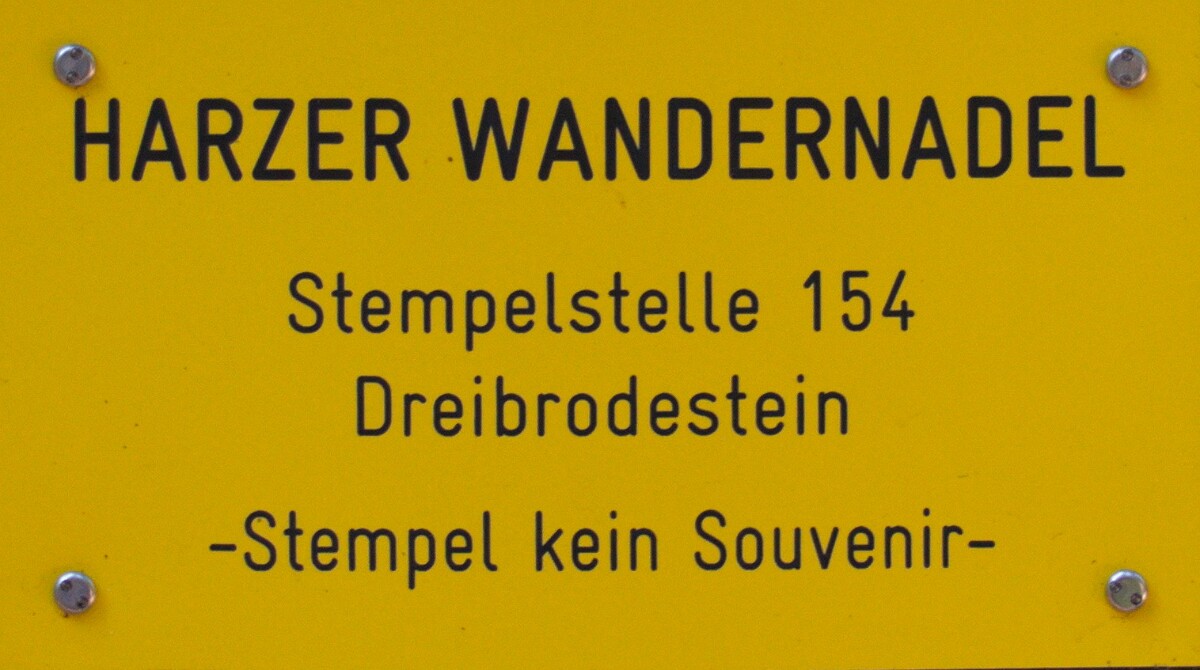 HARZER WANDERNADEL
Stempelstelle 154
Dreibrodestein
-Stempel kein Souvenir-